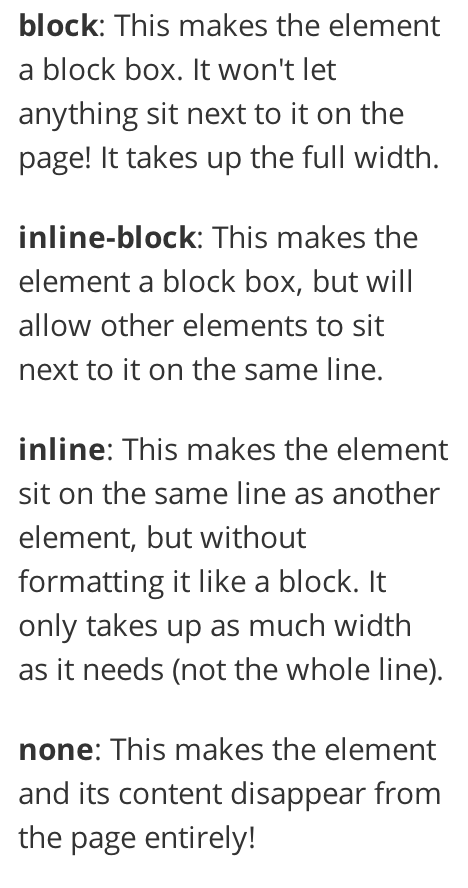 block: This makes the element
a block box. It won't let
anything sit next to it on the
page! It takes up the full width.
inline-block: This makes the
element a block box, but will
allow other elements to sit
next to it on the same line.
inline: This makes the element
sit on the same line as another
element, but without
formatting it like a block. It
only takes up as much width
as it needs (not the whole line).
none: This makes the element
and its content disappear from
the page entirely!